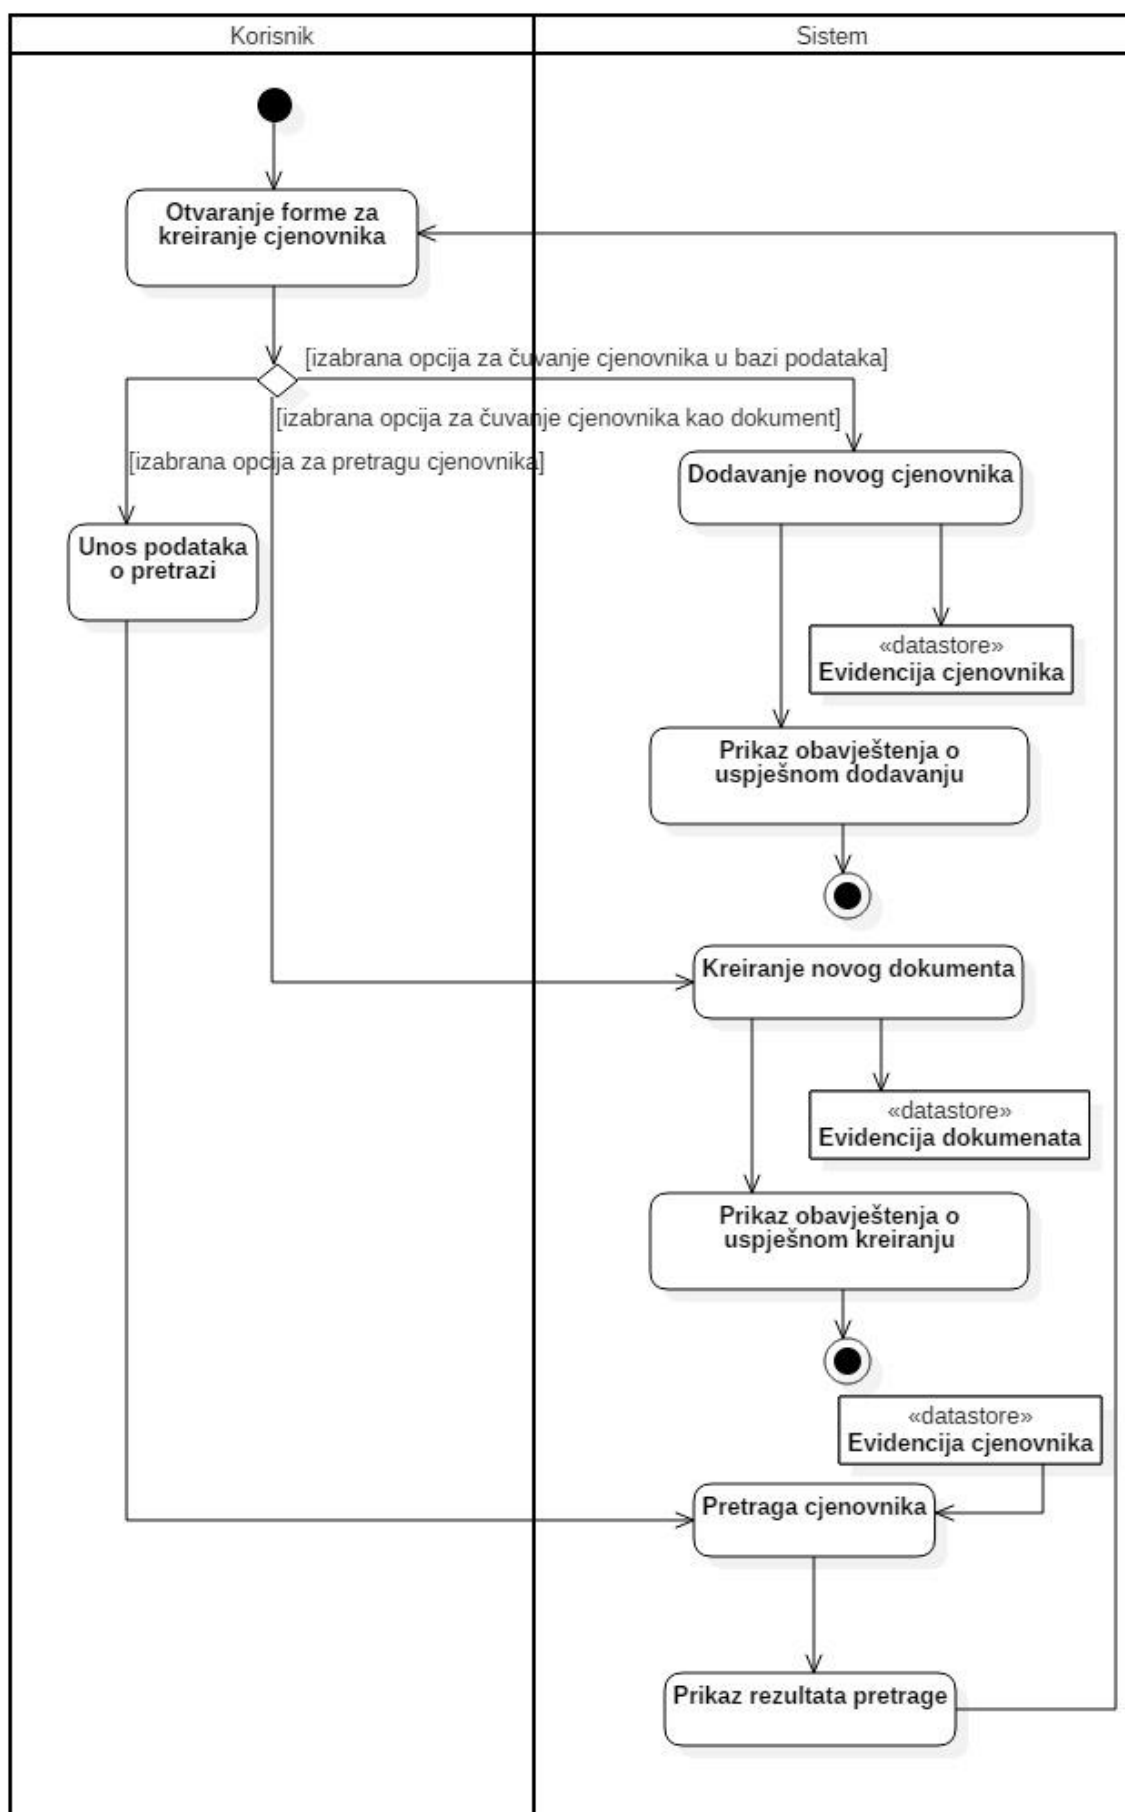 Korisnik
Sistem
Otvaranje forme za
kreiranje cjenovnika
[izabrana opcija za čuvanje cjenovnika u bazi podataka]
[izabrana opcija za čuvanje cjenovnika kao dokument]
[izabrana opcija za pretragu cjenovnika]
Dodavanje novog cjenovnika
Unos podataka
o pretrazi
«datastore»
Evidencija cjenovnika
Prikaz obavještenja o
uspješnom dodavanju
Kreiranje novog dokumenta
«datastore»
Evidencija dokumenata
Prikaz obavještenja o
uspješnom kreiranju
«datastore»
Evidencija cjenovnika
Pretraga cjenovnika
Prikaz rezultata pretrage